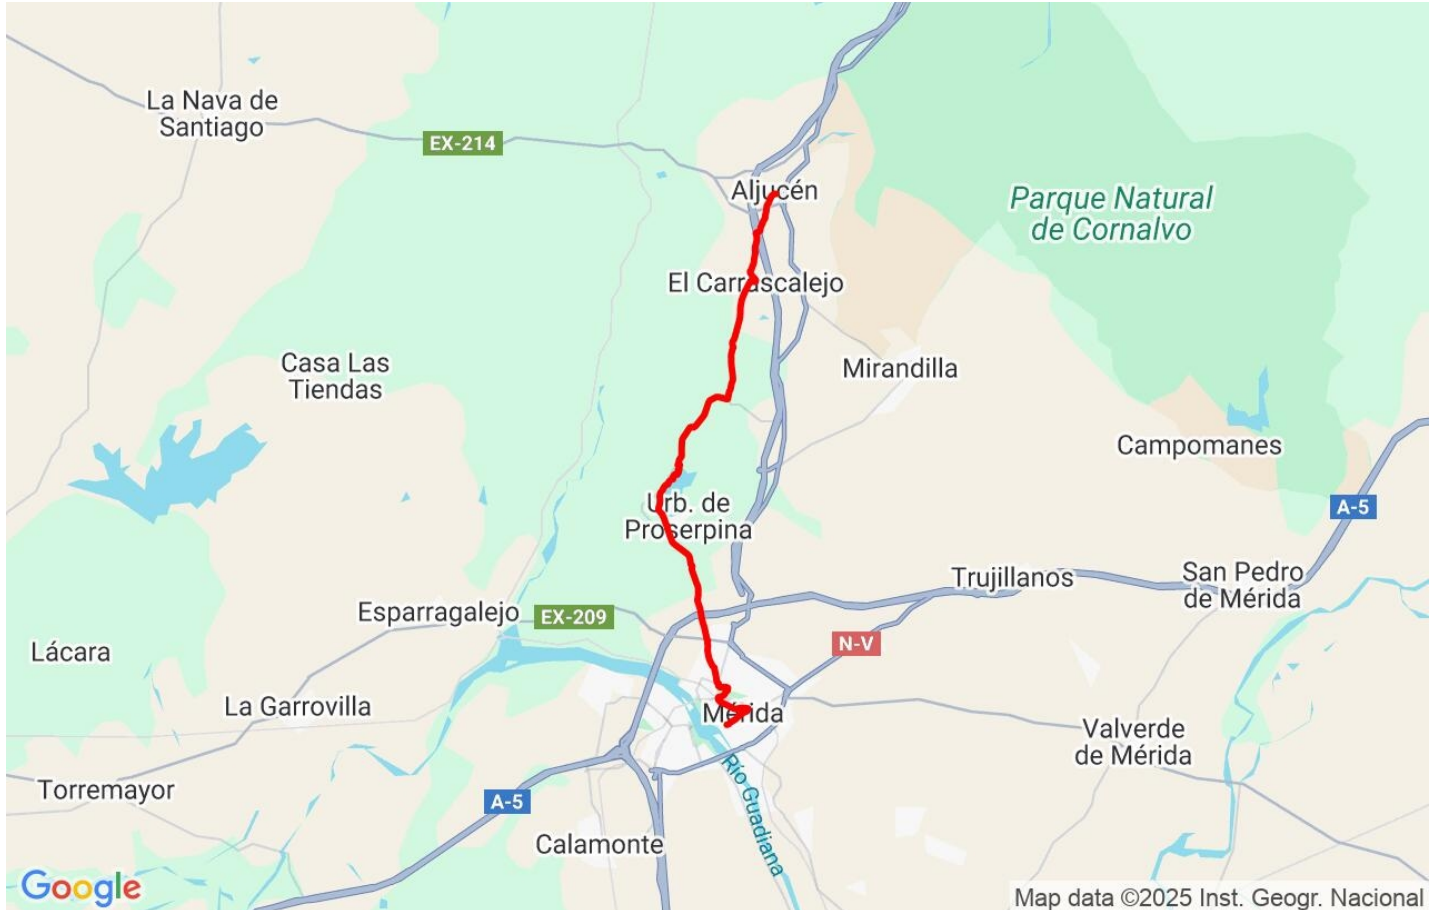 La Nava de
Santiago
EX-214
Aljucén
Parque Natural
de Cornalvo
El Carrascalejo
Casa Las
Tiendas
Mirandilla
Campomanes
Urb. de
Proserpina
A-5
Trujillanos
San Pedro
de Mérida
Esparragalejo
EX-209
Lácara
N-V
La Garrovilla
Mérida
Valverde
de Mérida
Río Guadiana
Torremayor
A-5
Calamonte
Google
Map data ©2025 Inst. Geogr. Nacional